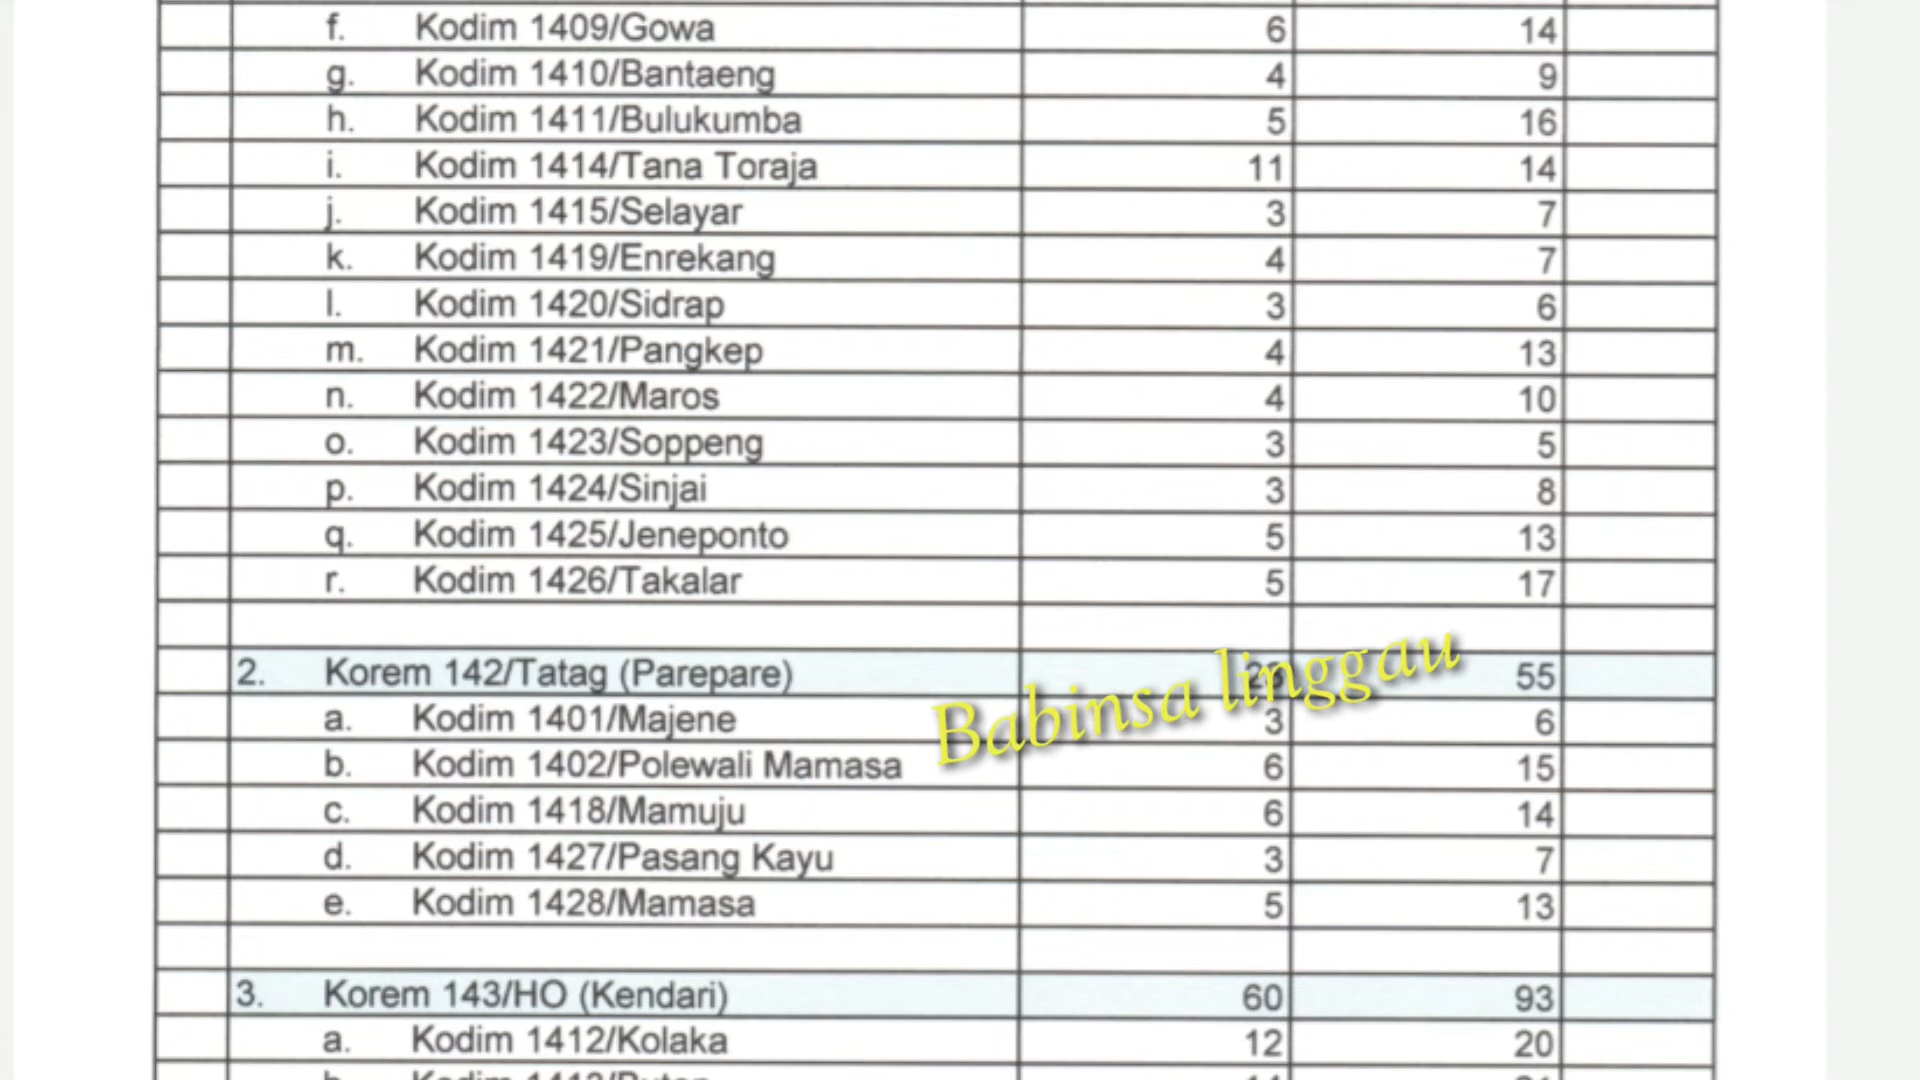 f. Kodim 1409/Gowa 6 14
g. Kodim 1410/Bantaeng 4 9
h. Kodim 1411/Bulukumba 5 16
i. Kodim 1414/Tana Toraja 11 14
j. Kodim 1415/Selayar 3 7
k. Kodim 1419/Enrekang 4 7
l. Kodim 1420/Sidrap 3 6
m. Kodim 1421/Pangkep 4 13
n. Kodim 1422/Maros 4 10
o. Kodim 1423/Soppeng 3 5
p. Kodim 1424/Sinjai 3 8
q. Kodim 1425/Jeneponto 5 13
r. Kodim 1426/Takalar 5 17
2. Korem 142/Tatag (Parepare) 55
Babinsa linggau
a. Kodim 1401/Majene 3 6
b. Kodim 1402/Polewali Mamasa 6 15
c. Kodim 1418/Mamuju 6 14
d. Kodim 1427/Pasang Kayu 3 7
e. Kodim 1428/Mamasa 5 13
3. Korem 143/HO (Kendari) 60 93
a. Kodim 1412/Kolaka 12 20